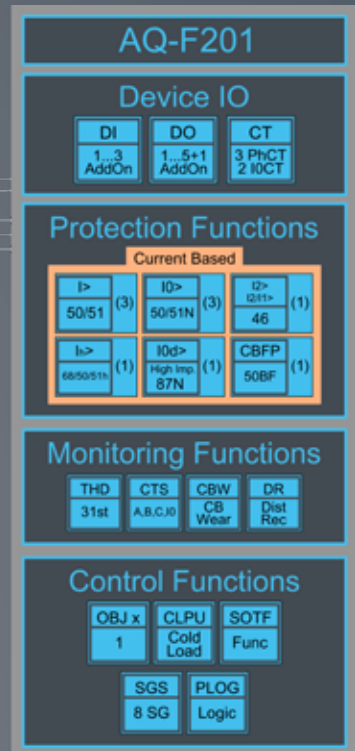 AQ-F201
Device IO
DI DO CT
1...3 1...5+1 3 PhCT
AddOn AddOn 2 I0CT
Protection Functions
Current Based
I> I0> I2>
I2/I1>
50/51 (3) 50/51N (3) 46 (1)
Ih> I0d> CBFP
68/50/51h (1) High Imp. (1) 50BF (1)
87N
Monitoring Functions
THD CTS CBW DR
31st A,B,C,I0 CB Dist
Wear Rec
Control Functions
OBJ x CLPU SOTF
1 Cold Func
Load
SGS PLOG
8 SG Logic